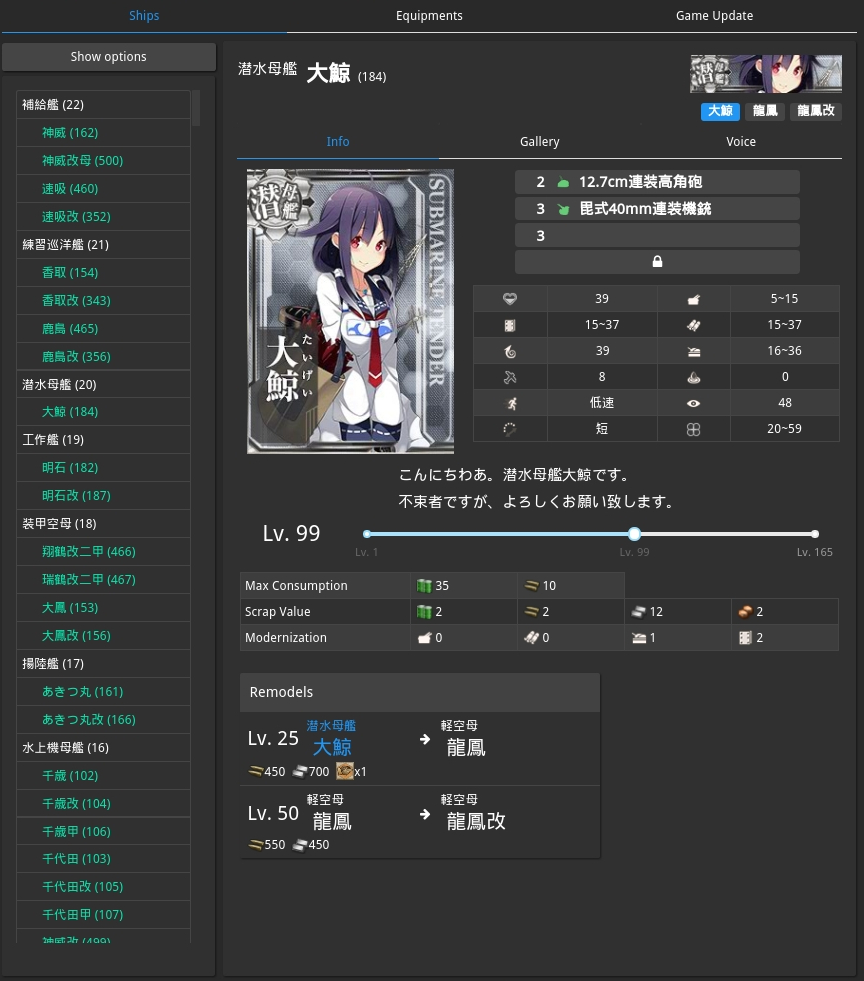 Ships
Equipments
Game Update
Show options
補給艦 (22)
神威 (162)
神威改母 (500)
速吸 (460)
速吸改 (352)
練習巡洋艦 (21)
香取 (154)
香取改 (343)
鹿島 (465)
鹿島改 (356)
潜水母艦 (20)
大鯨 (184)
工作艦 (19)
明石 (182)
明石改 (187)
装甲空母 (18)
翔鶴改二甲 (466)
瑞鶴改二甲 (467)
大鳳 (153)
大鳳改 (156)
揚陸艦 (17)
あきつ丸 (161)
あきつ丸改 (166)
水上機母艦 (16)
千歳 (102)
千歳改 (104)
千歳甲 (106)
千代田 (103)
千代田改 (105)
千代田甲 (107)
神威改 (499)
潜水母艦 大鯨 (184)
潜母艦
大鯨 龍鳳 龍鳳改
Info
Gallery
Voice
潜母艦
SUBMARINE TENDER
大鯨
たいげい
2 12.7cm連装高角砲
3 毘式40mm連装機銃
3
39 5~15
15~37 15~37
39 16~36
8 0
低速 48
短 20~59
こんにちわあ。潜水母艦大鯨です。
不束者ですが、よろしくお願い致します。
Lv. 99
Lv. 1 Lv. 99 Lv. 165
Max Consumption 35 10
Scrap Value 2 2 12 2
Modernization 0 0 1 2
Remodels
Lv. 25 潜水母艦 大鯨 軽空母 龍鳳
450 700 x1
Lv. 50 軽空母 龍鳳 軽空母 龍鳳改
550 450